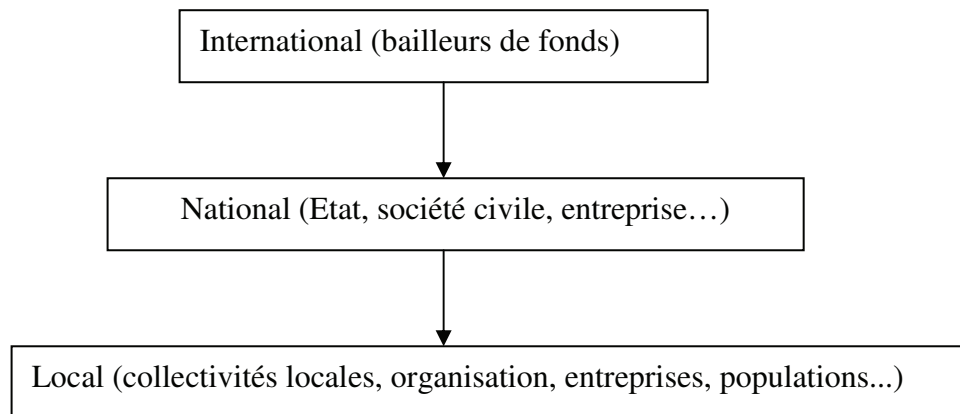 International (bailleurs de fonds)
National (Etat, société civile, entreprise…)
Local (collectivités locales, organisation, entreprises, populations...)